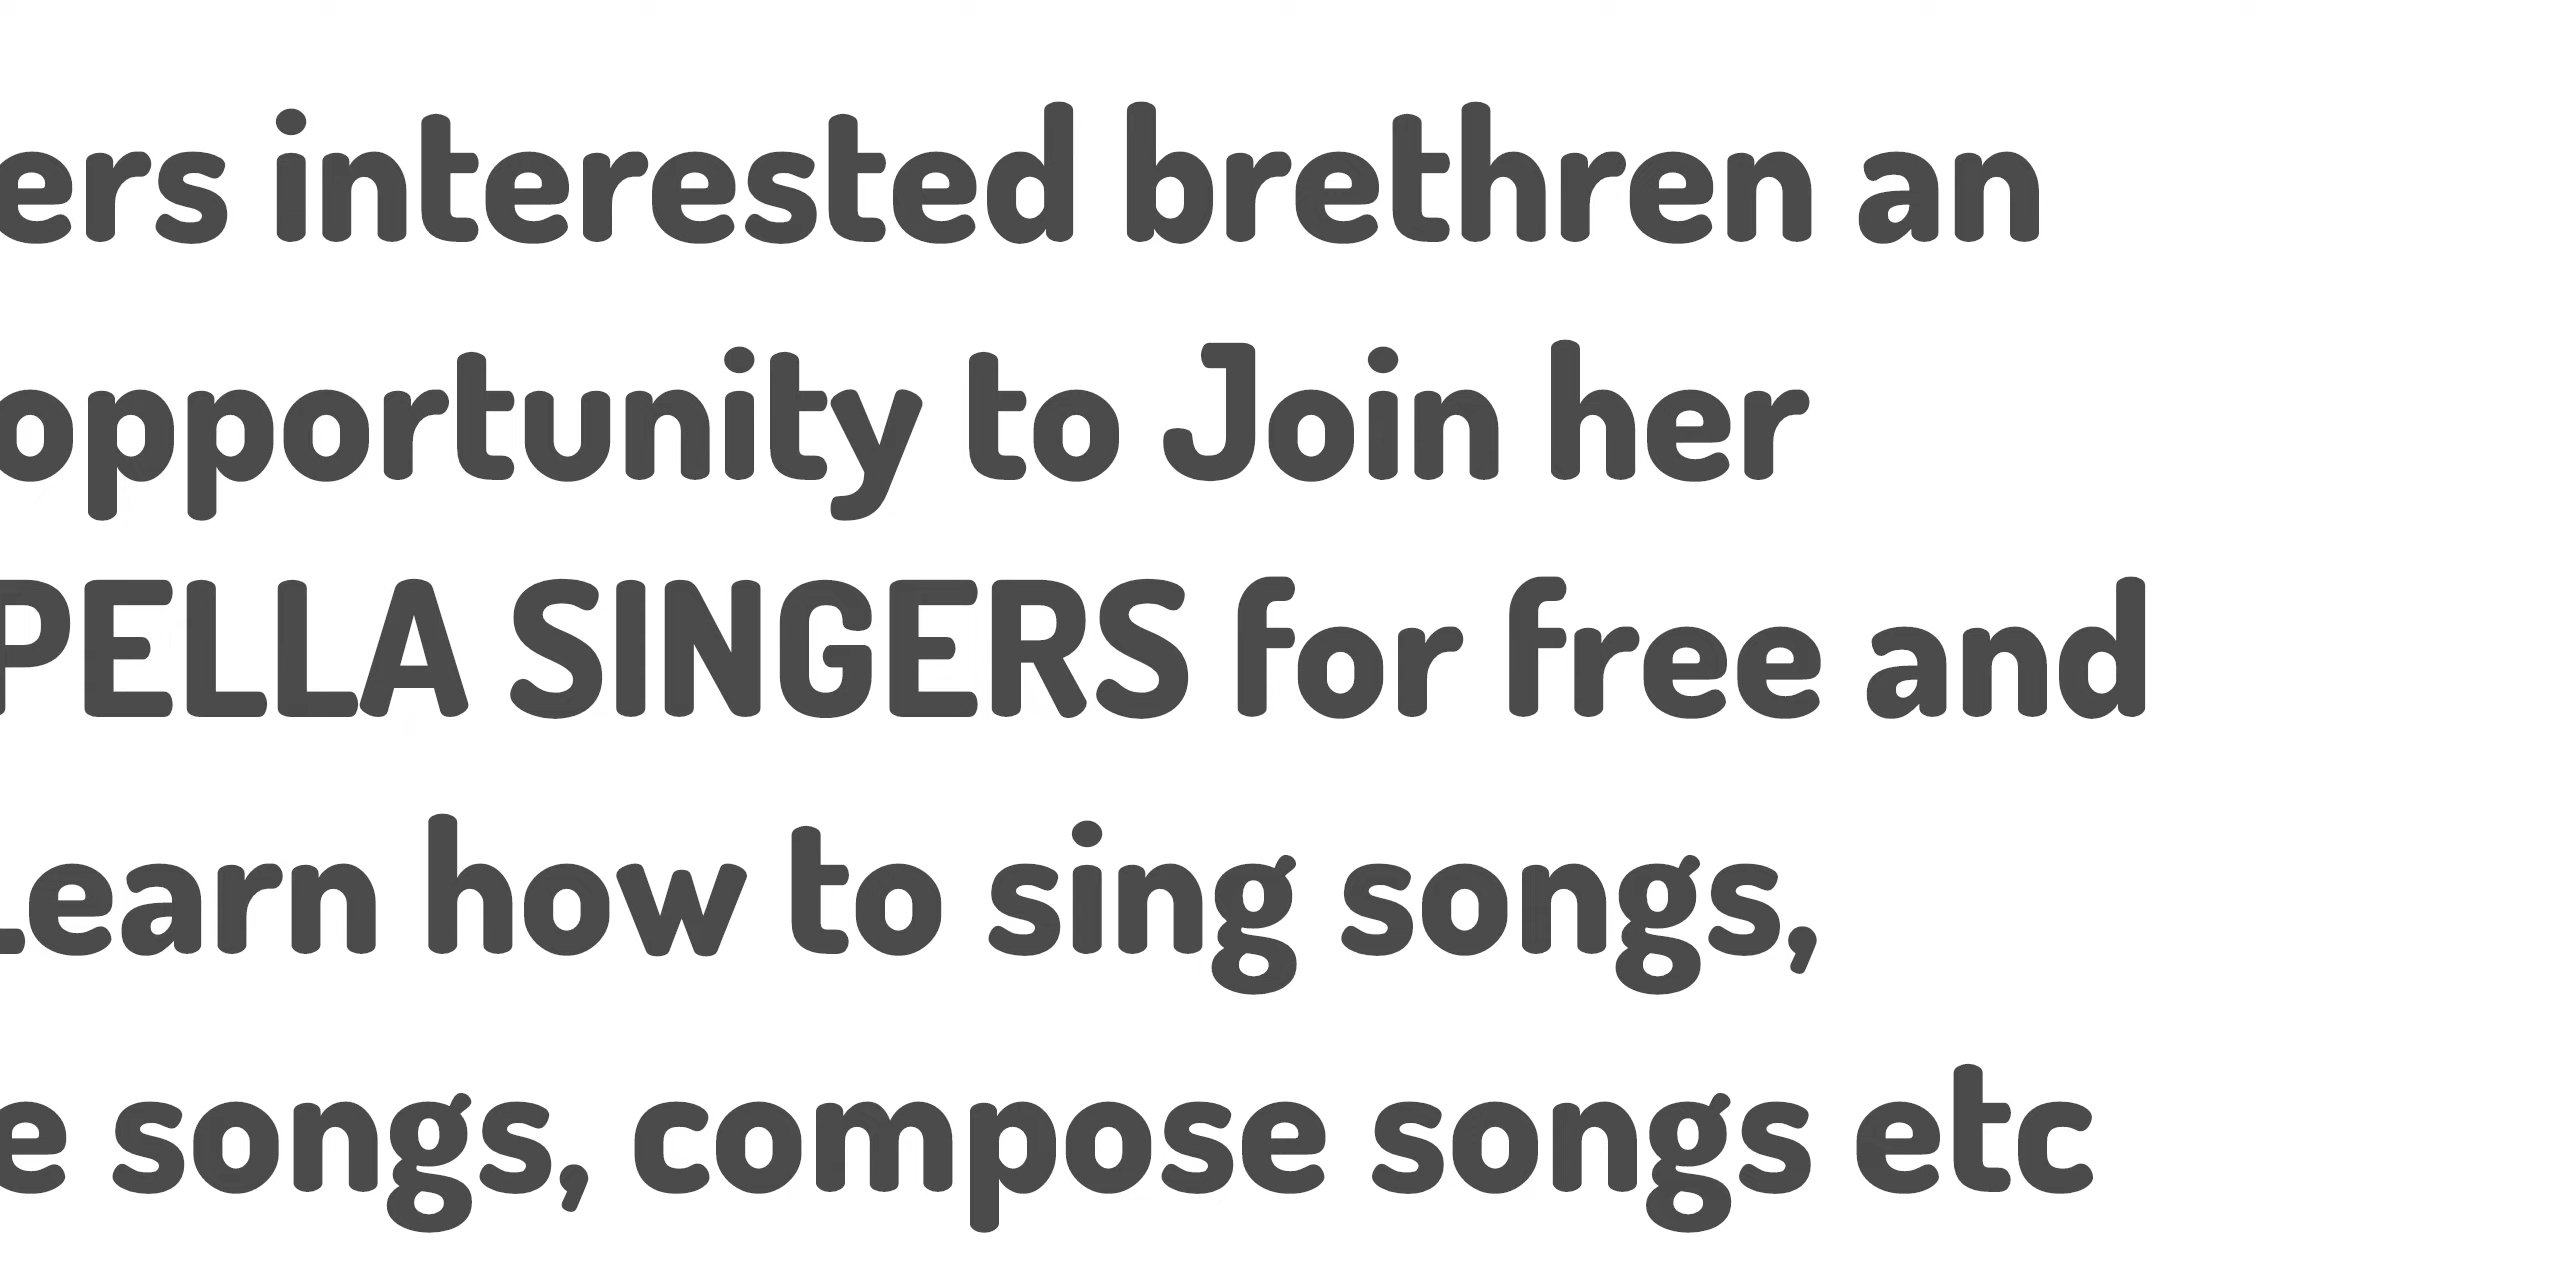 ers interested brethren an
opportunity to Join her
PELLA SINGERS for free and
Learn how to sing songs,
e songs, compose songs etc